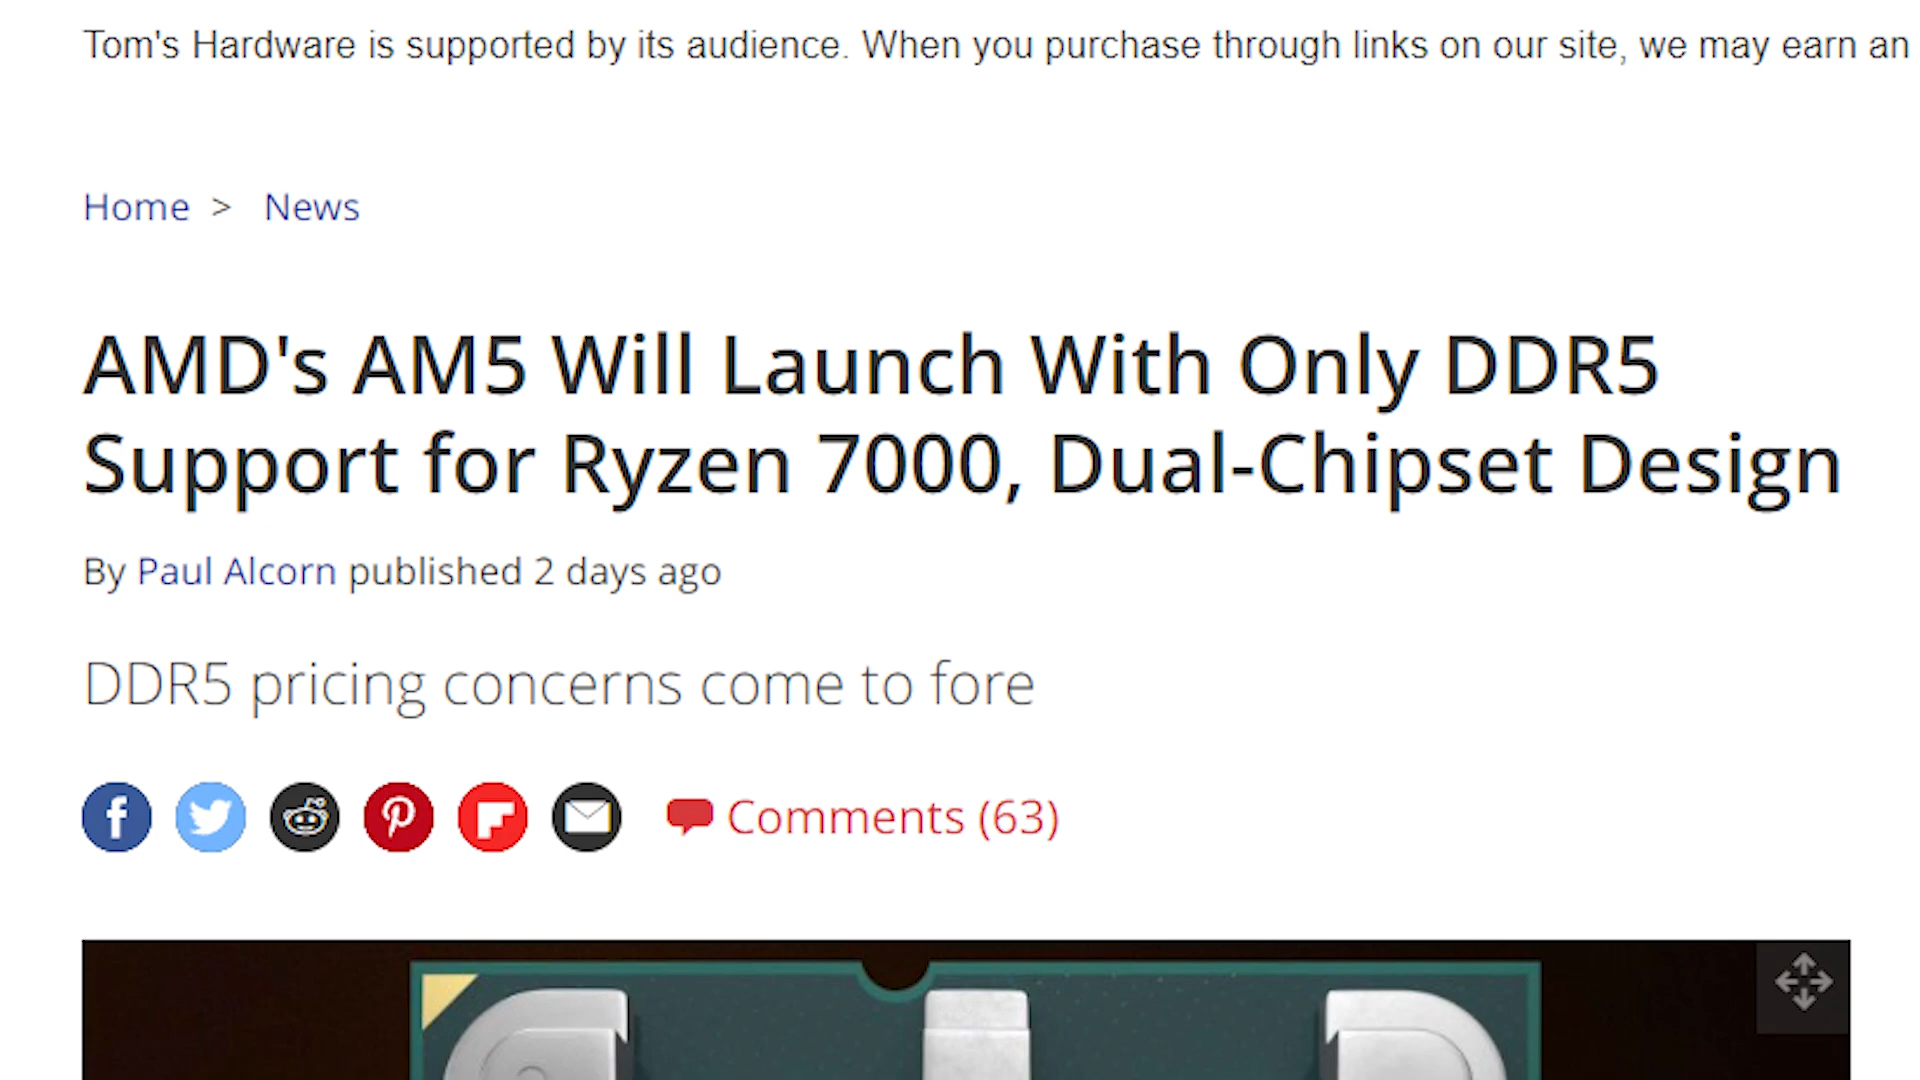 Tom's Hardware is supported by its audience. When you purchase through links on our site, we may earn an
Home > News
AMD's AM5 Will Launch With Only DDR5
Support for Ryzen 7000, Dual-Chipset Design
By Paul Alcorn published 2 days ago
DDR5 pricing concerns come to fore
Comments (63)